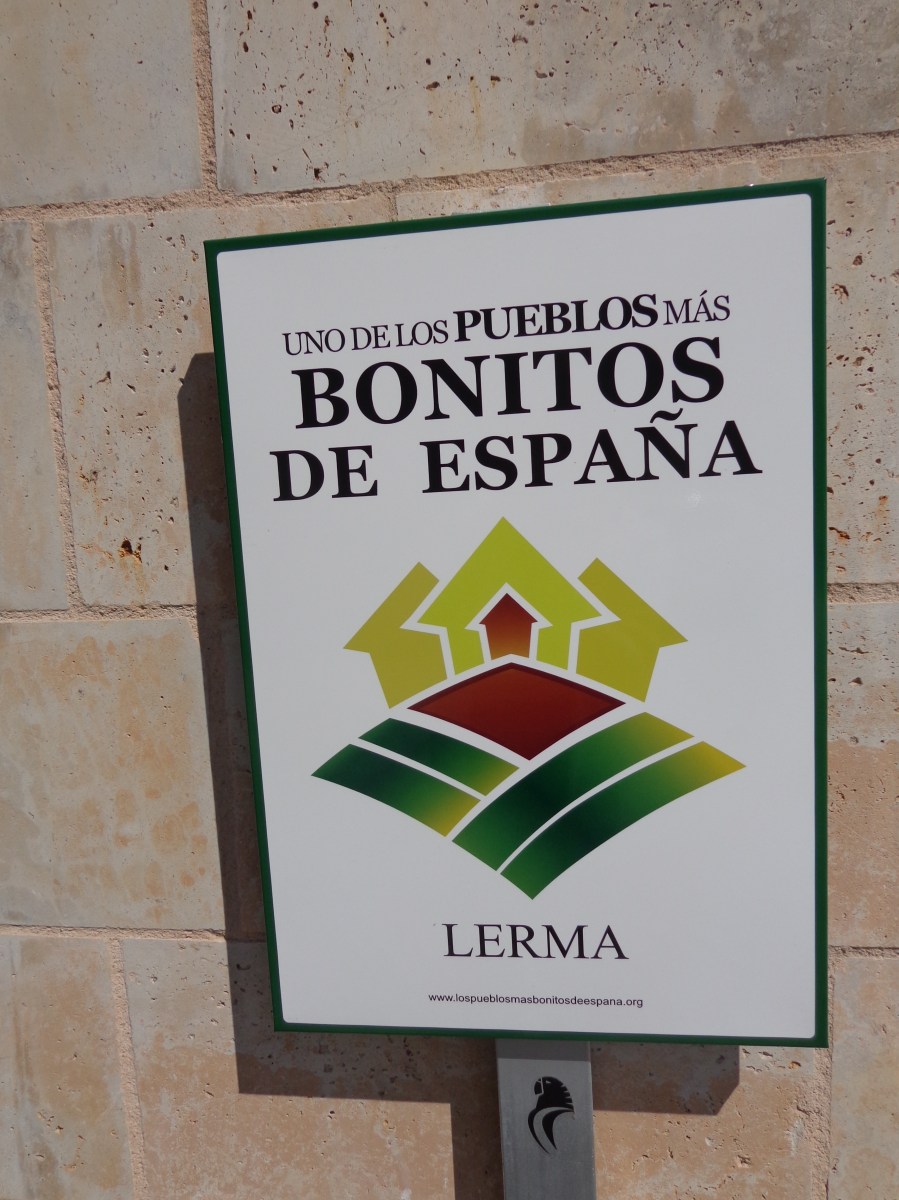 UNO DE LOS PUEBLOS MÁS
BONITOS
DE ESPAÑA
LERMA
www.lospueblosmasbonitosdeespana.org